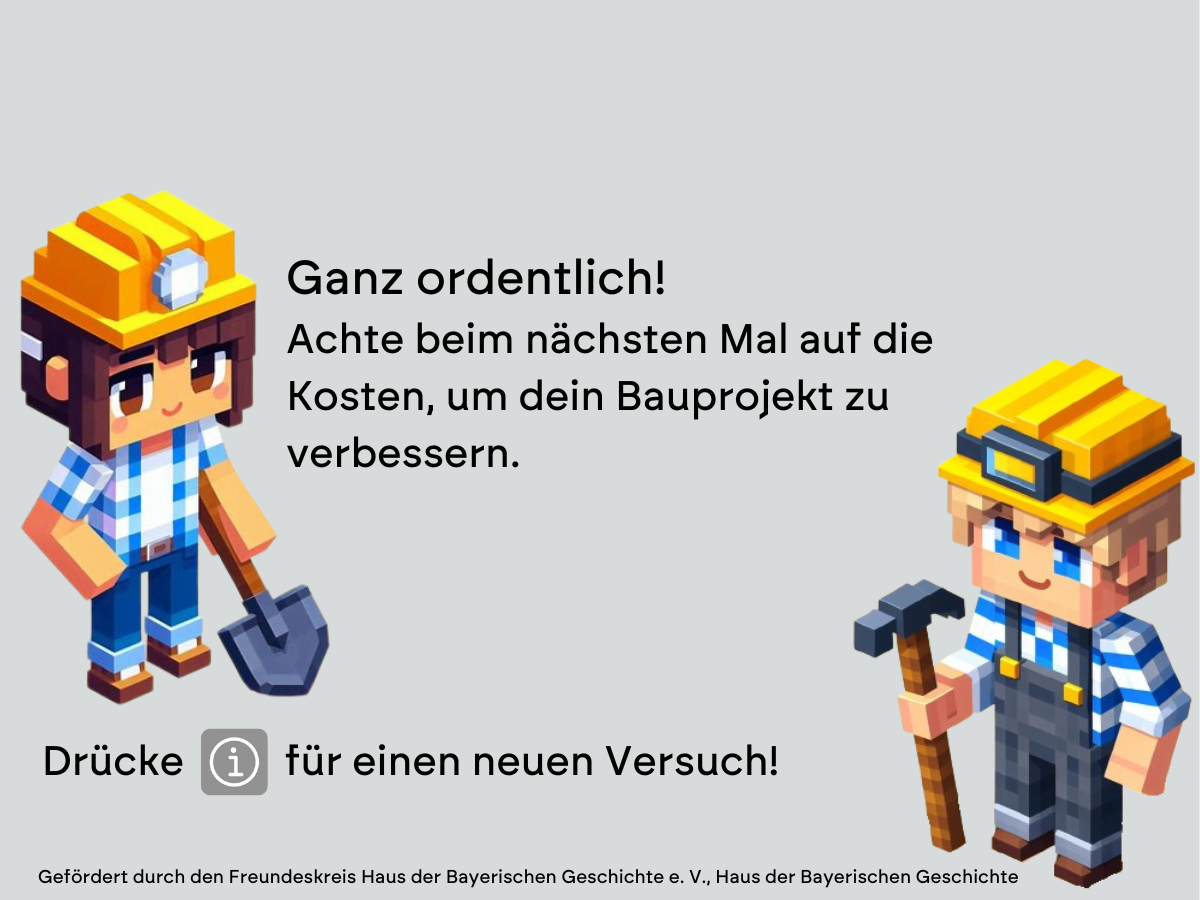 Ganz ordentlich!
Achte beim nächsten Mal auf die
Kosten, um dein Bauprojekt zu
verbessern.
Drücke i für einen neuen Versuch!
Gefördert durch den Freundeskreis Haus der Bayerischen Geschichte e. V., Haus der Bayerischen Geschichte